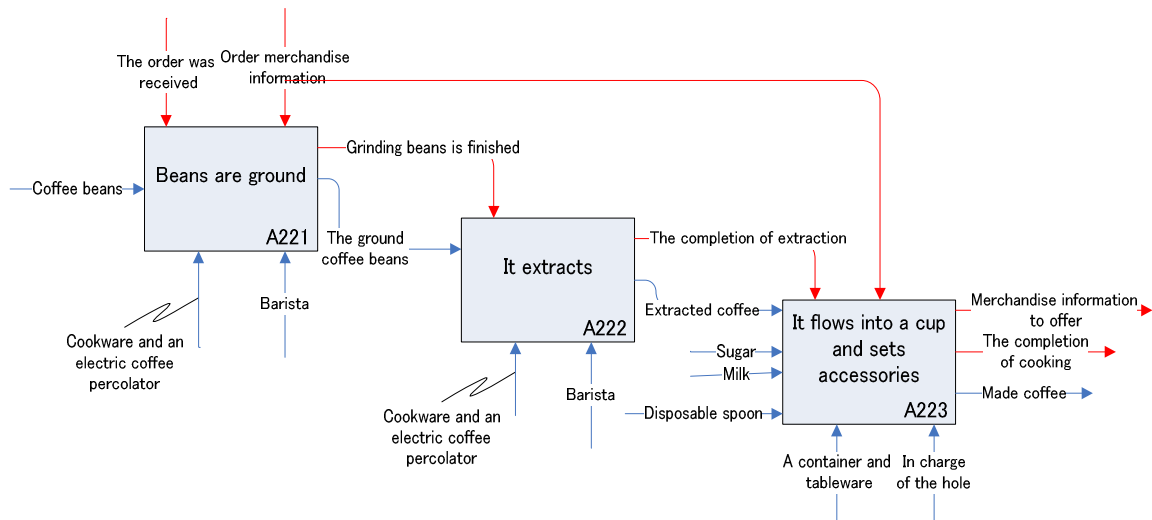 The order was
received
Order merchandise
information
Grinding beans is finished
Beans are ground
Coffee beans
A221
The ground
coffee beans
The completion of extraction
It extracts
Barista
Extracted coffee
Merchandise information
to offer
It flows into a cup
and sets
accessories
A222
Cookware and an
electric coffee
percolator
Sugar
The completion
of cooking
Milk
Made coffee
Barista
Disposable spoon
A223
Cookware and an
electric coffee
percolator
A container and
tableware
In charge
of the hole